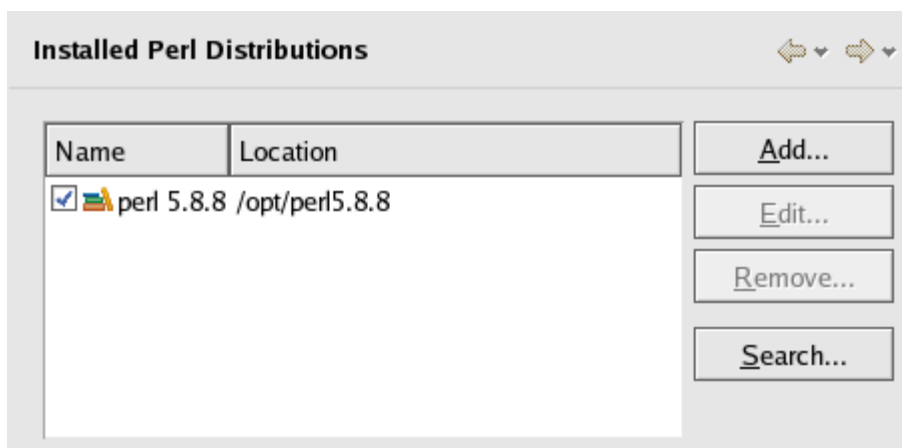 Installed Perl Distributions
Name Location
perl 5.8.8 /opt/perl5.8.8
Add...
Edit...
Remove...
Search...